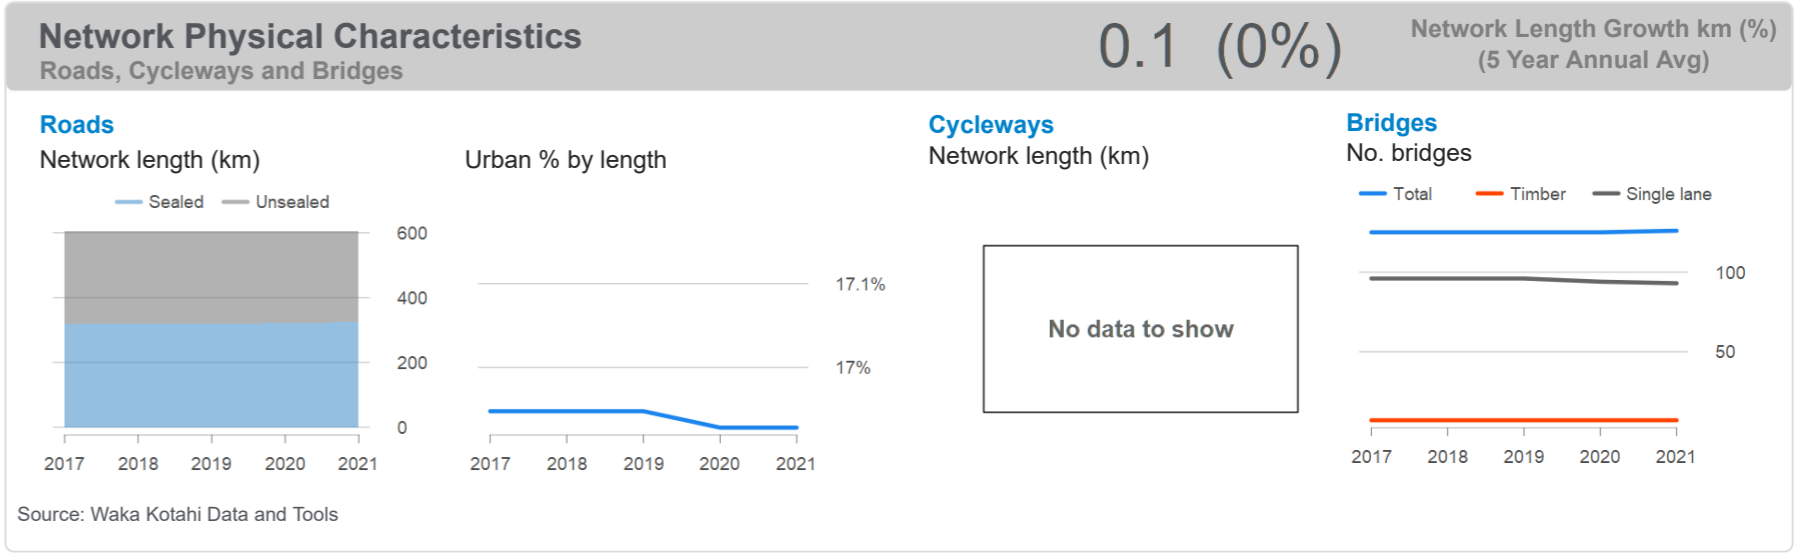 Network Physical Characteristics
Roads, Cycleways and Bridges
0.1 (0%)
Network Length Growth km (%)
(5 Year Annual Avg)
Roads
Network length (km)
Sealed
Unsealed
600
400
200
0
2017 2018 2019 2020 2021
Urban % by length
17.1%
17%
2017 2018 2019 2020 2021
Cycleways
Network length (km)
No data to show
Bridges
No. bridges
Total
Timber
Single lane
100
50
2017 2018 2019 2020 2021
Source: Waka Kotahi Data and Tools